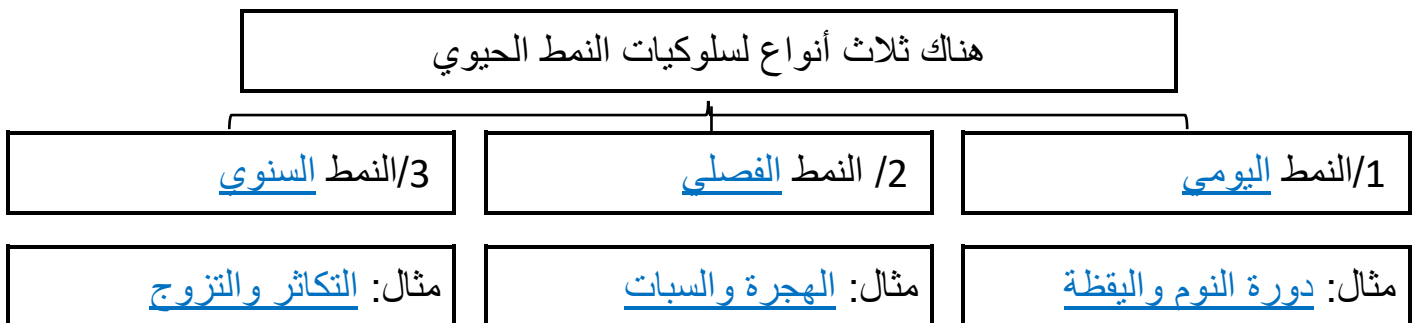 هناك ثلاث أنواع لسلوكيات النمط الحيوي
1/النمط اليومي
2/ النمط الفصلي
3/النمط السنوي
مثال: دورة النوم واليقظة
مثال: الهجرة والسبات
مثال: التكاثر والتزوج